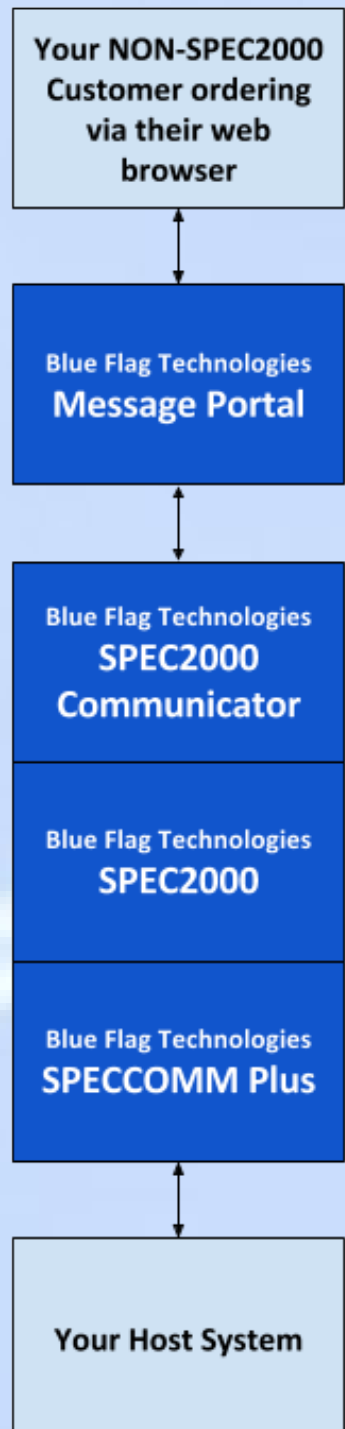 Your NON-SPEC2000
Customer ordering
via their web
browser
Blue Flag Technologies
Message Portal
Blue Flag Technologies
SPEC2000
Communicator
Blue Flag Technologies
SPEC2000
Blue Flag Technologies
SPECCOMM Plus
Your Host System